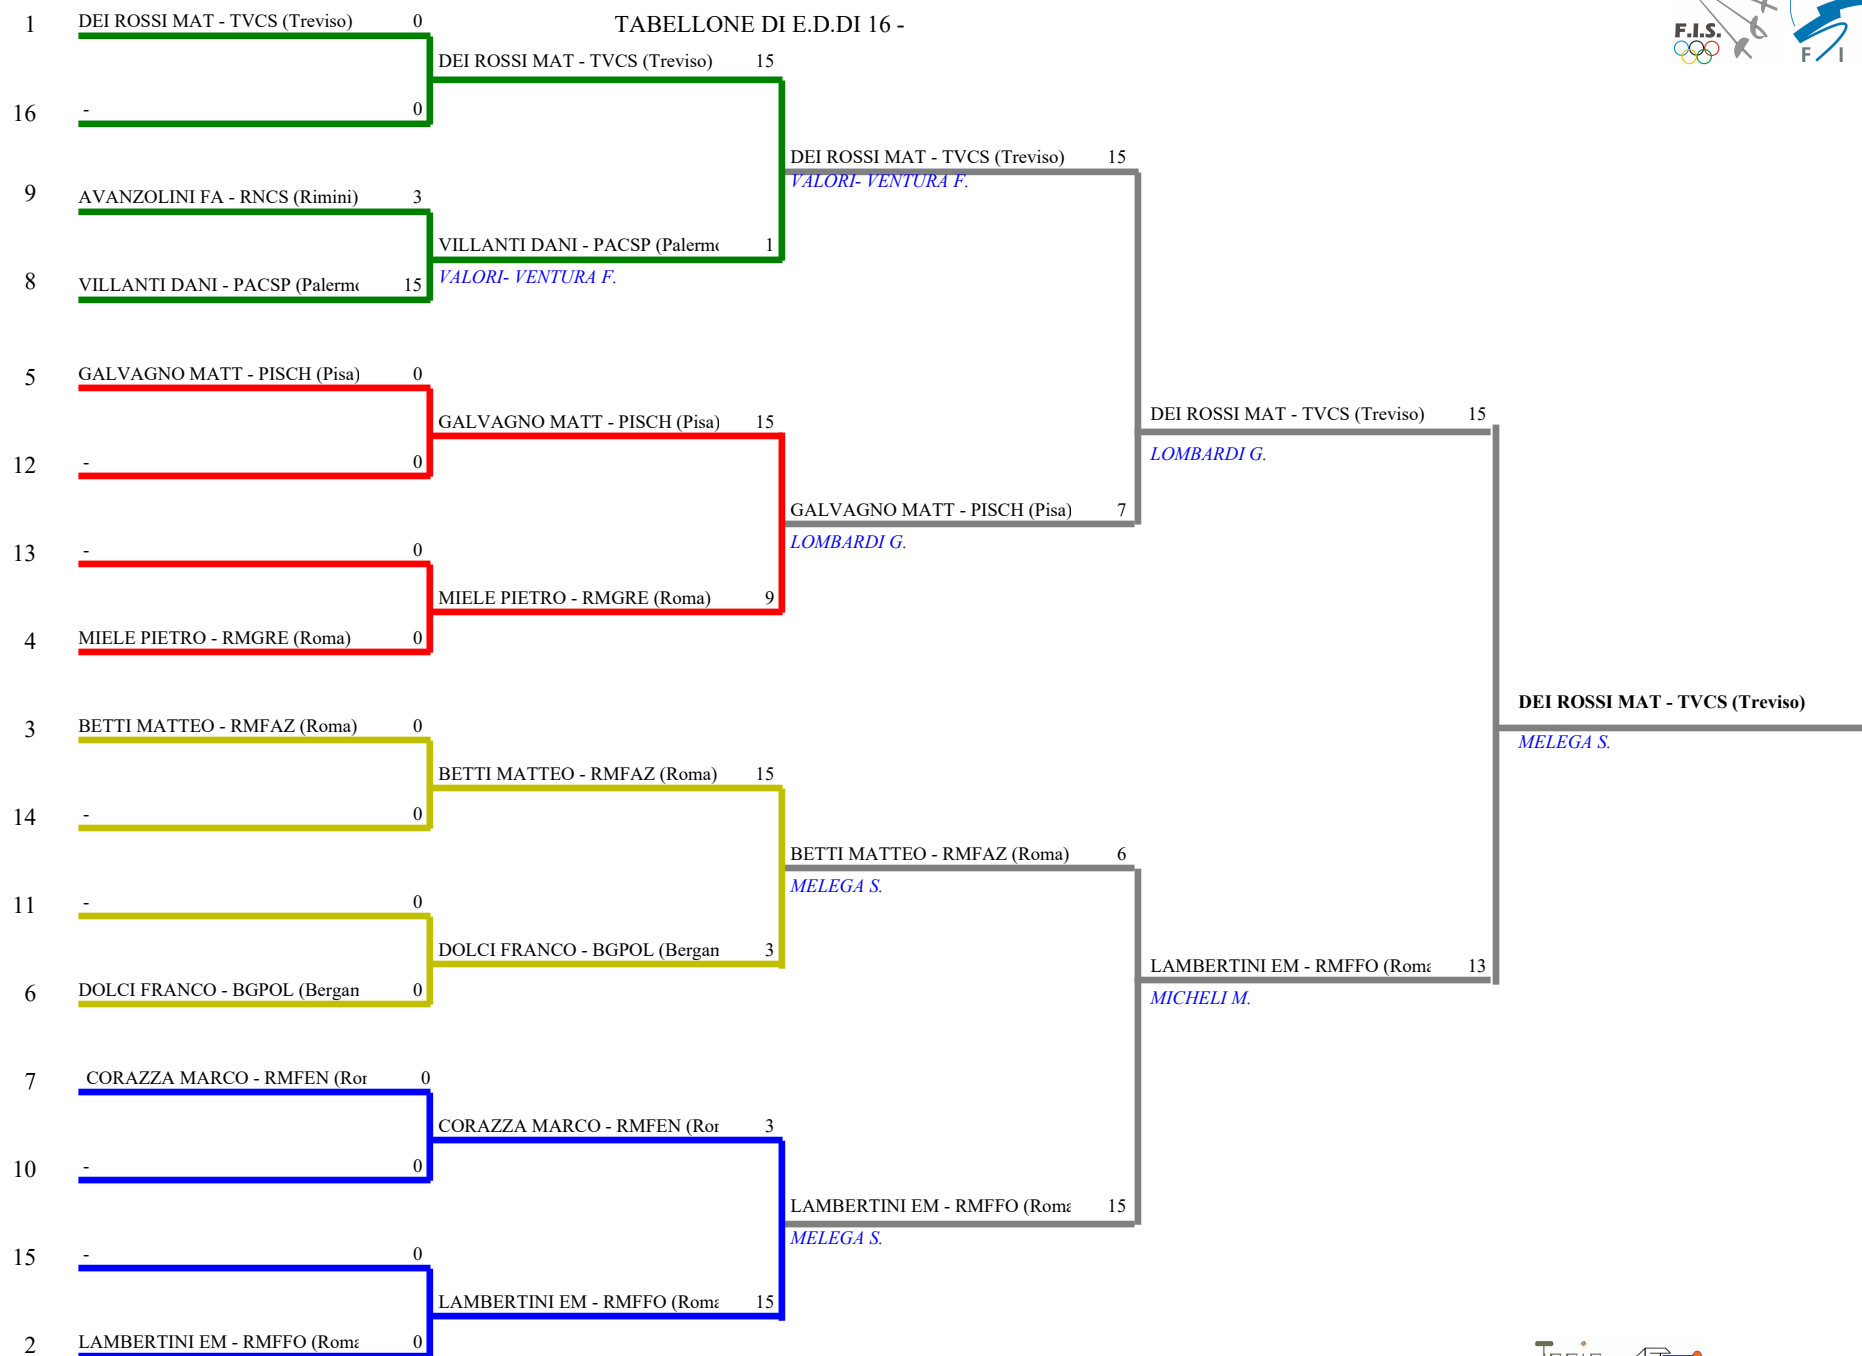 TABELLONE DI E.D.DI 16 -
F.I.S.
F I
1 DEI ROSSI MAT - TVCS (Treviso) 0
DEI ROSSI MAT - TVCS (Treviso) 15
16 - 0
DEI ROSSI MAT - TVCS (Treviso) 15
VALORI- VENTURA F.
9 AVANZOLINI FA - RNCS (Rimini) 3
VILLANTI DANI - PACSP (Palermo 1
VALORI- VENTURA F.
8 VILLANTI DANI - PACSP (Palermo 15
5 GALVAGNO MATT - PISCH (Pisa) 0
DEI ROSSI MAT - TVCS (Treviso) 15
LOMBARDI G.
GALVAGNO MATT - PISCH (Pisa) 15
12 - 0
GALVAGNO MATT - PISCH (Pisa) 7
LOMBARDI G.
13 - 0
MIELE PIETRO - RMGRE (Roma) 9
4 MIELE PIETRO - RMGRE (Roma) 0
DEI ROSSI MAT - TVCS (Treviso)
MELEGA S.
3 BETTI MATTEO - RMFAZ (Roma) 0
BETTI MATTEO - RMFAZ (Roma) 15
14 - 0
BETTI MATTEO - RMFAZ (Roma) 6
MELEGA S.
11 - 0
DOLCI FRANCO - BGPOL (Bergam 3
LAMBERTINI EM - RMFFO (Roma 13
MICHELI M.
6 DOLCI FRANCO - BGPOL (Bergam 0
7 CORAZZA MARCO - RMFEN (Rom 0
CORAZZA MARCO - RMFEN (Rom 3
10 - 0
LAMBERTINI EM - RMFFO (Roma 15
MELEGA S.
15 - 0
LAMBERTINI EM - RMFFO (Roma 15
2 LAMBERTINI EM - RMFFO (Roma 0